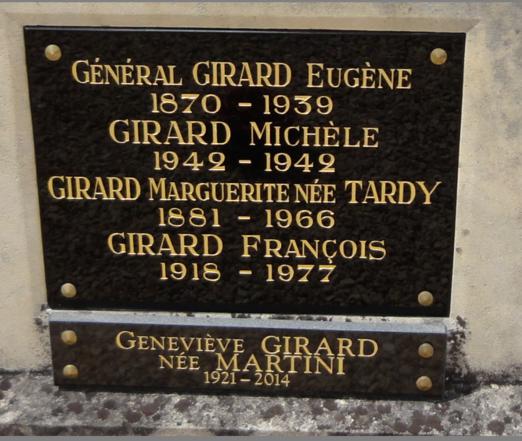 GÉNÉRAL GIRARD EUGÈNE
1870 - 1939
GIRARD MICHÈLE
1942 - 1942
GIRARD MARGUERITE NÉE TARDY
1881 - 1966
GIRARD FRANÇOIS
1918 - 1977
GENEVIÈVE GIRARD
NÉE MARTINI
1921 - 2014